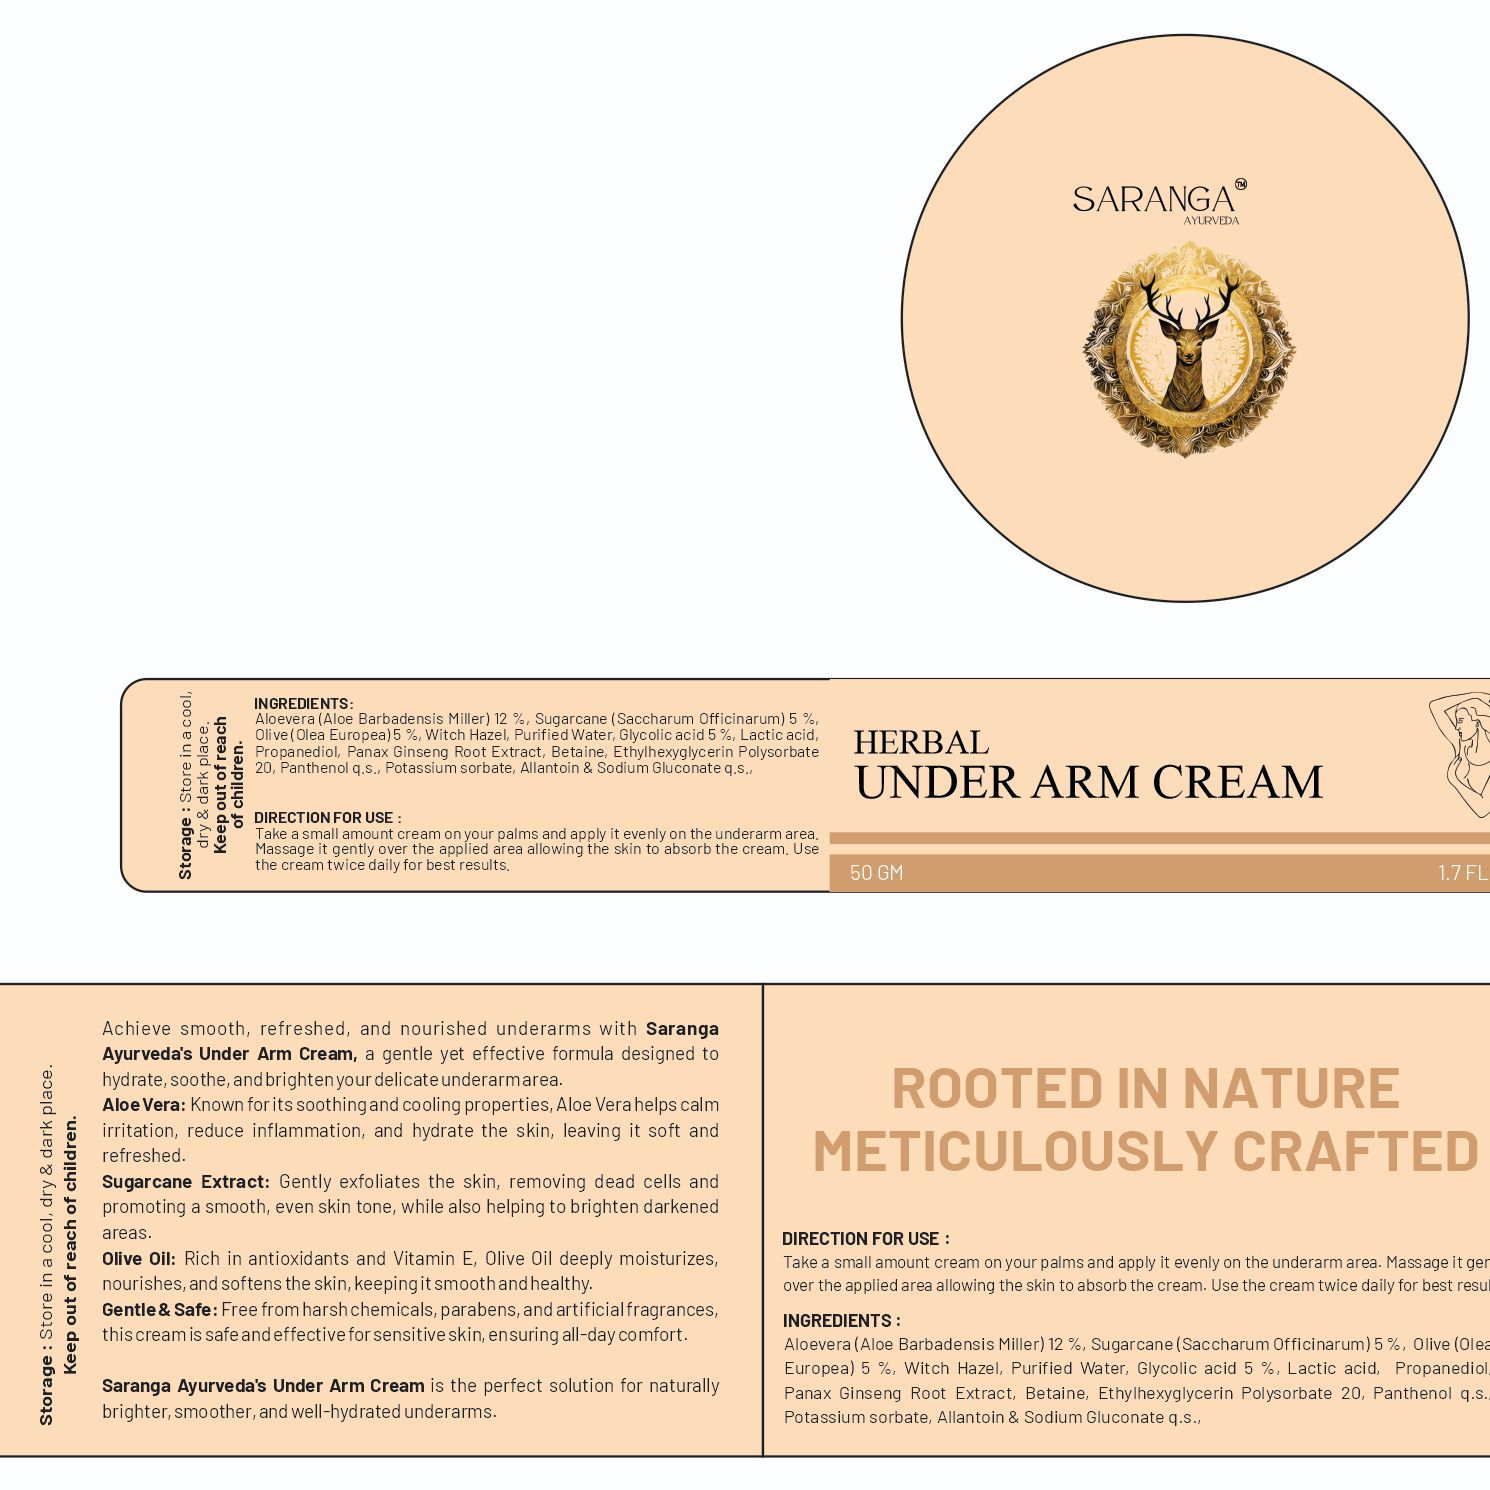 SARANGA™
AYURVEDA
Storage : Store in a cool,
dry & dark place.
Keep out of reach
of children.
INGREDIENTS :
Aloevera (Aloe Barbadensis Miller) 12 %, Sugarcane (Saccharum Officinarum) 5 %,
Olive (Olea Europea) 5 %, Witch Hazel, Purified Water, Glycolic acid 5 %, Lactic acid,
Propanediol, Panax Ginseng Root Extract, Betaine, Ethylhexyglycerin Polysorbate
20, Panthenol q.s., Potassium sorbate, Allantoin & Sodium Gluconate q.s.,
DIRECTION FOR USE :
Take a small amount cream on your palms and apply it evenly on the underarm area.
Massage it gently over the applied area allowing the skin to absorb the cream. Use
the cream twice daily for best results.
HERBAL
UNDER ARM CREAM
50 GM
1.7 FL
Storage : Store in a cool, dry & dark place.
Keep out of reach of children.
Achieve smooth, refreshed, and nourished underarms with Saranga
Ayurveda's Under Arm Cream, a gentle yet effective formula designed to
hydrate, soothe, and brighten your delicate underarm area.
Aloe Vera: Known for its soothing and cooling properties, Aloe Vera helps calm
irritation, reduce inflammation, and hydrate the skin, leaving it soft and
refreshed.
Sugarcane Extract: Gently exfoliates the skin, removing dead cells and
promoting a smooth, even skin tone, while also helping to brighten darkened
areas.
Olive Oil: Rich in antioxidants and Vitamin E, Olive Oil deeply moisturizes,
nourishes, and softens the skin, keeping it smooth and healthy.
Gentle & Safe: Free from harsh chemicals, parabens, and artificial fragrances,
this cream is safe and effective for sensitive skin, ensuring all-day comfort.
Saranga Ayurveda's Under Arm Cream is the perfect solution for naturally
brighter, smoother, and well-hydrated underarms.
ROOTED IN NATURE
METICULOUSLY CRAFTED
DIRECTION FOR USE :
Take a small amount cream on your palms and apply it evenly on the underarm area. Massage it ger
over the applied area allowing the skin to absorb the cream. Use the cream twice daily for best resul
INGREDIENTS :
Aloevera (Aloe Barbadensis Miller) 12 %, Sugarcane (Saccharum Officinarum) 5 %, Olive (Olea
Europea) 5 %, Witch Hazel, Purified Water, Glycolic acid 5 %, Lactic acid, Propanediol,
Panax Ginseng Root Extract, Betaine, Ethylhexyglycerin Polysorbate 20, Panthenol q.s.,
Potassium sorbate, Allantoin & Sodium Gluconate q.s.,